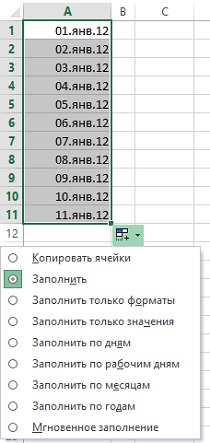 A B C
1 01.янв.12
2 02.янв.12
3 03.янв.12
4 04.янв.12
5 05.янв.12
6 06.янв.12
7 07.янв.12
8 08.янв.12
9 09.янв.12
10 10.янв.12
11 11.янв.12
12
Копировать ячейки
Заполнить
Заполнить только форматы
Заполнить только значения
Заполнить по дням
Заполнить по рабочим дням
Заполнить по месяцам
Заполнить по годам
Мгновенное заполнение